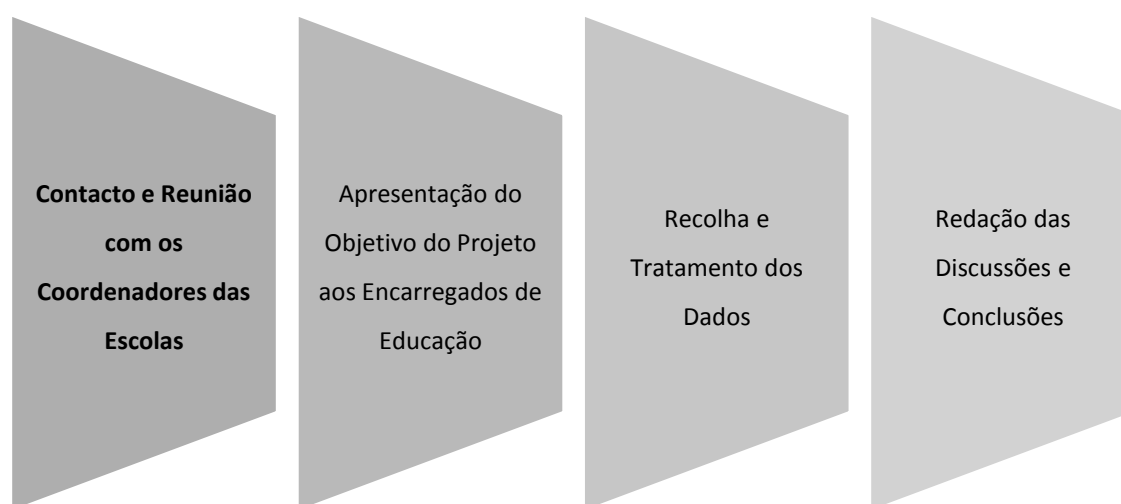 Contacto e Reunião
com os
Coordenadores das
Escolas
Apresentação do
Objetivo do Projeto
aos Encarregados de
Educação
Recolha e
Tratamento dos
Dados
Redação das
Discussões e
Conclusões